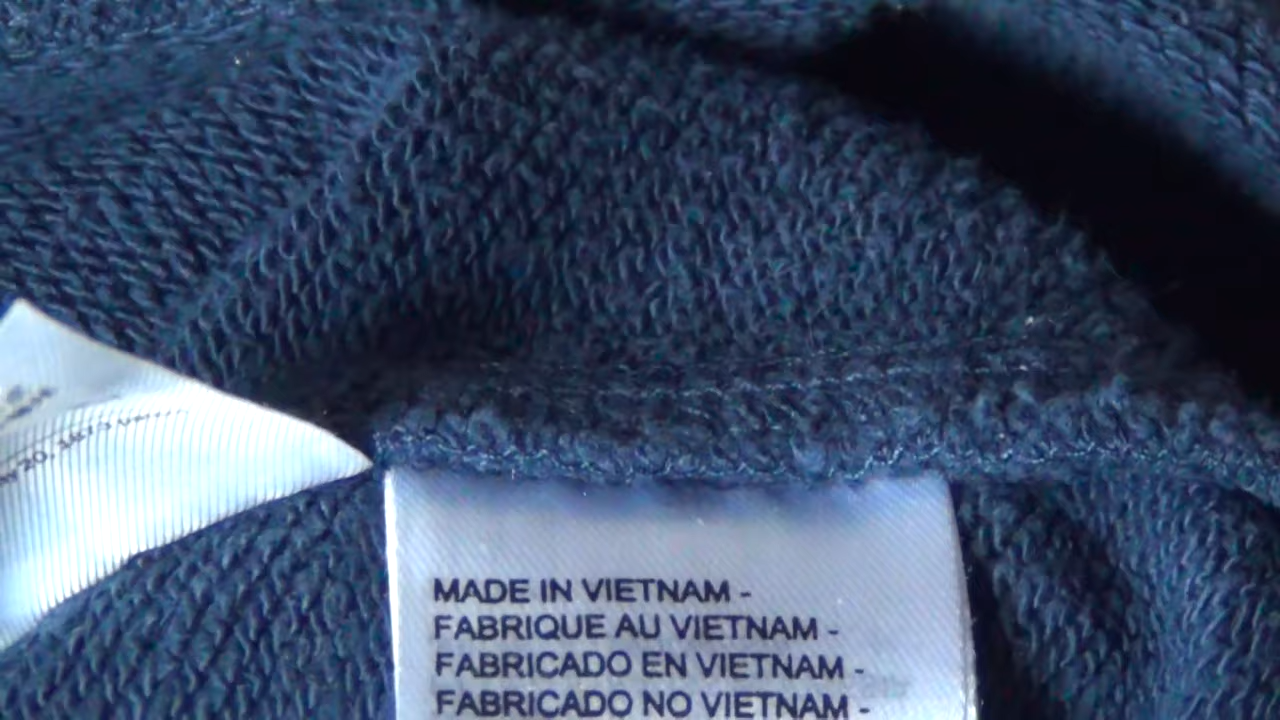 MADE IN VIETNAM -
FABRIQUE AU VIETNAM -
FABRICADO EN VIETNAM -
FABRICADO NO VIETNAM -